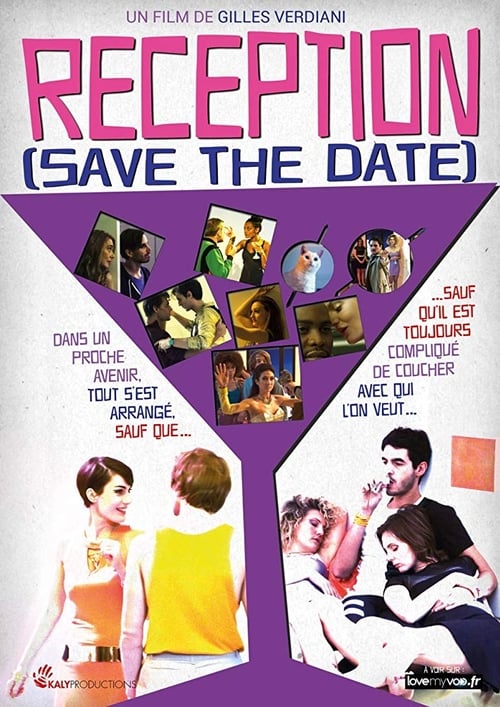 UN FILM DE GILLES VERDIANI
RECEPTION
(SAVE THE DATE)
DANS UN
PROCHE
AVENIR,
TOUT S'EST
ARRANGÉ,
SAUF QUE...
...SAUF
QU'IL EST
TOUJOURS
COMPLIQUÉ
DE COUCHER
AVEC QUI
L'ON VEUT...
KALYPRODUCTIONS
À VOIR SUR :
lovemyVOD.fr